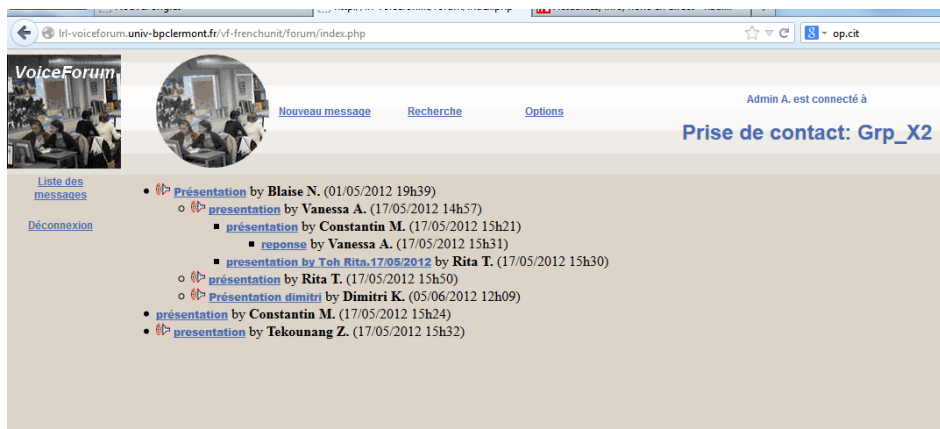 lrl-voiceforum.univ-bpclermont.fr/vf-frenchunit/forum/index.php
op.cit
VoiceForum
Nouveau message Recherche Options
Admin A. est connecté à
Prise de contact: Grp_X2
Liste des
messages
Déconnexion
Présentation by Blaise N. (01/05/2012 19h39)
presentation by Vanessa A. (17/05/2012 14h57)
présentation by Constantin M. (17/05/2012 15h21)
reponse by Vanessa A. (17/05/2012 15h31)
presentation by Toh Rita.17/05/2012 by Rita T. (17/05/2012 15h30)
présentation by Rita T. (17/05/2012 15h50)
Présentation dimitri by Dimitri K. (05/06/2012 12h09)
présentation by Constantin M. (17/05/2012 15h24)
presentation by Tekounang Z. (17/05/2012 15h32)